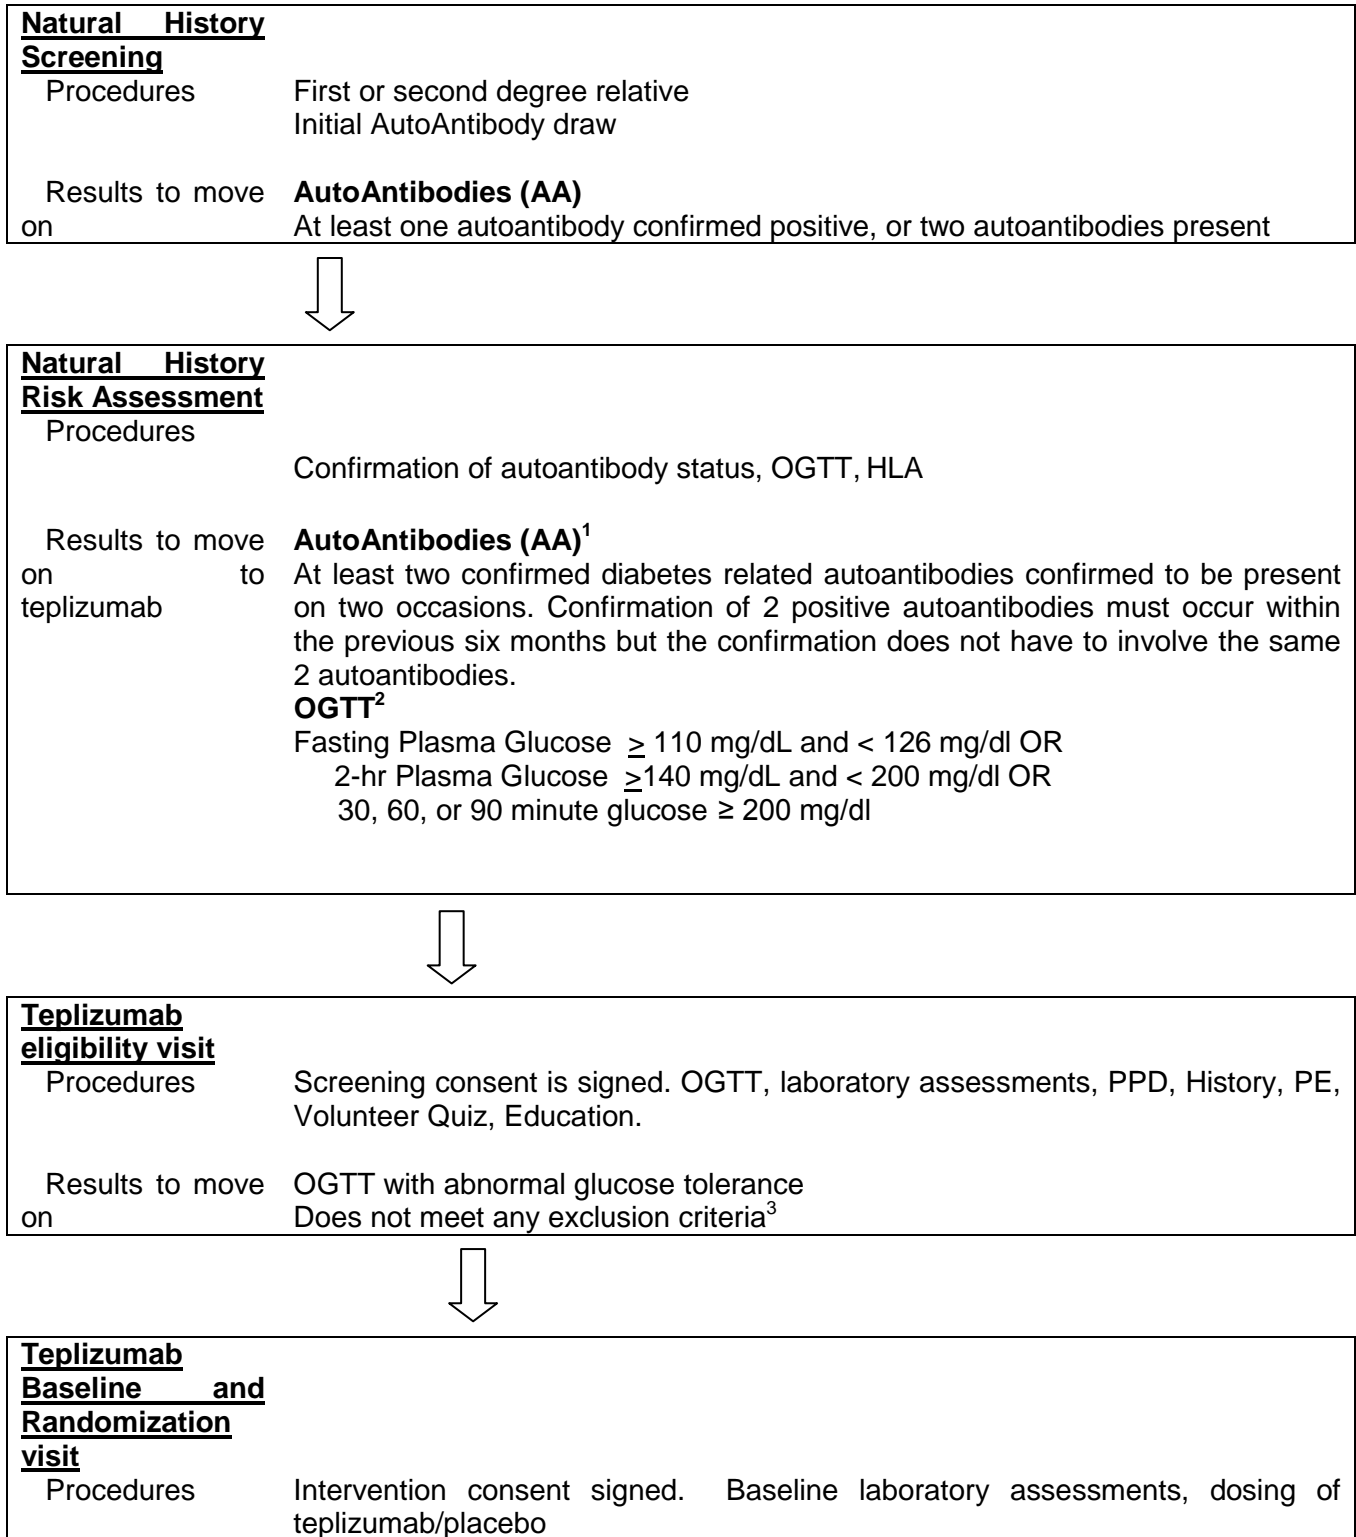 Natural History
Screening
Procedures First or second degree relative
Initial AutoAntibody draw
Results to move AutoAntibodies (AA)
on At least one autoantibody confirmed positive, or two autoantibodies present
Natural History
Risk Assessment
Procedures
Confirmation of autoantibody status, OGTT, HLA
Results to move AutoAntibodies (AA)¹
on to At least two confirmed diabetes related autoantibodies confirmed to be present
teplizumab on two occasions. Confirmation of 2 positive autoantibodies must occur within
the previous six months but the confirmation does not have to involve the same
2 autoantibodies.
OGTT²
Fasting Plasma Glucose ≥ 110 mg/dL and < 126 mg/dl OR
2-hr Plasma Glucose ≥140 mg/dL and < 200 mg/dl OR
30, 60, or 90 minute glucose ≥ 200 mg/dl
Teplizumab
eligibility visit
Procedures Screening consent is signed. OGTT, laboratory assessments, PPD, History, PE,
Volunteer Quiz, Education.
Results to move OGTT with abnormal glucose tolerance
on Does not meet any exclusion criteria³
Teplizumab
Baseline and
Randomization
visit
Procedures Intervention consent signed. Baseline laboratory assessments, dosing of
teplizumab/placebo